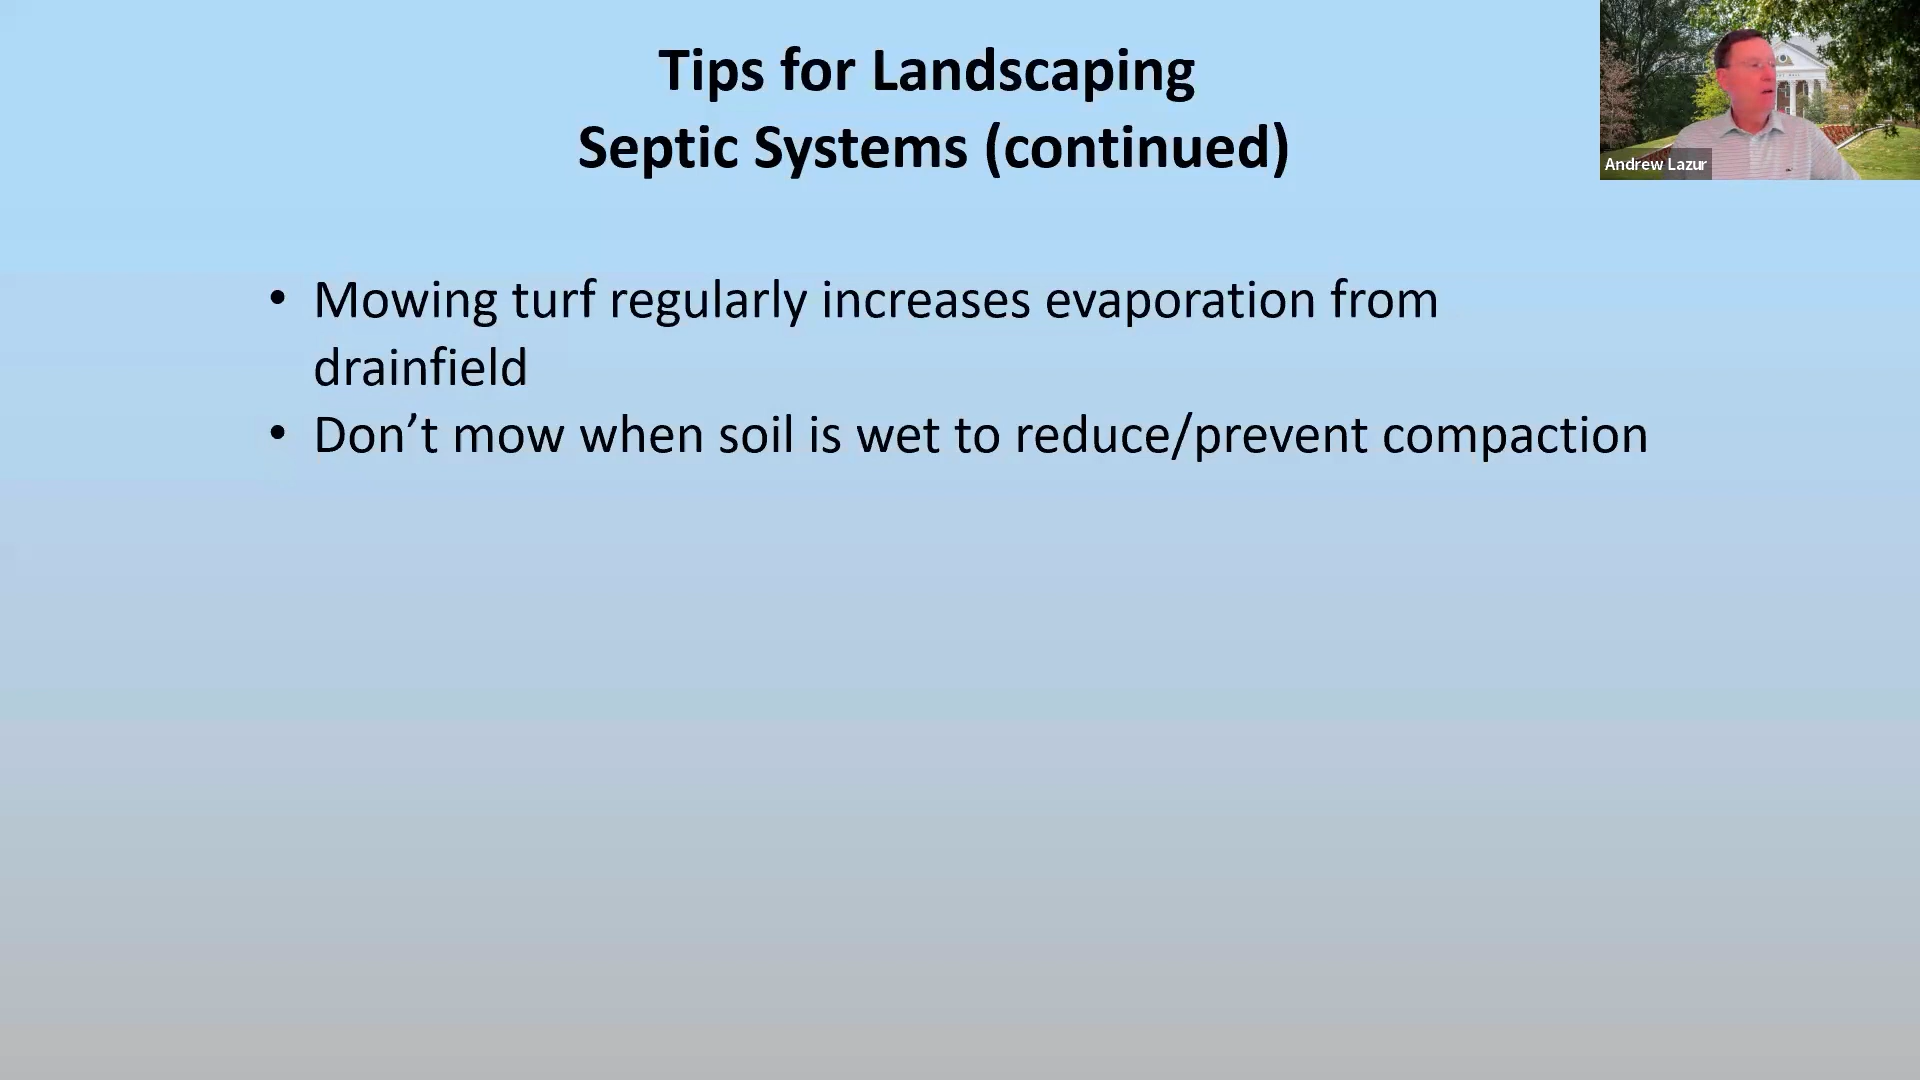 Tips for Landscaping
Septic Systems (continued)
Andrew Lazur
• Mowing turf regularly increases evaporation from
drainfield
• Don’t mow when soil is wet to reduce/prevent compaction